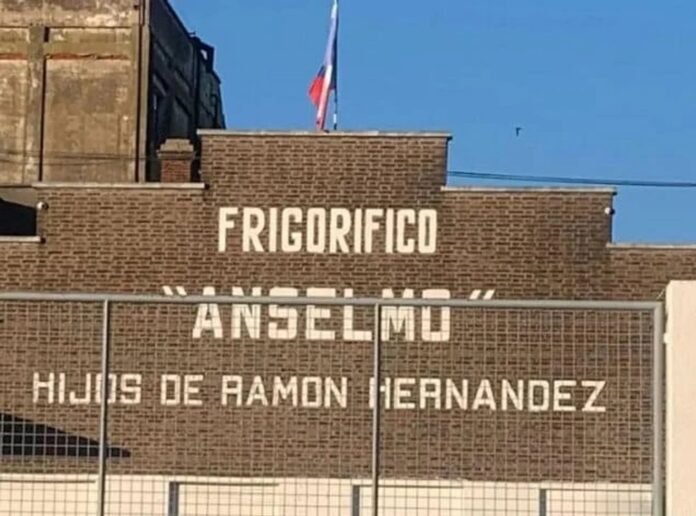 FRIGORIFICO
"ANSELMO"
HIJOS DE RAMON HERNANDEZ